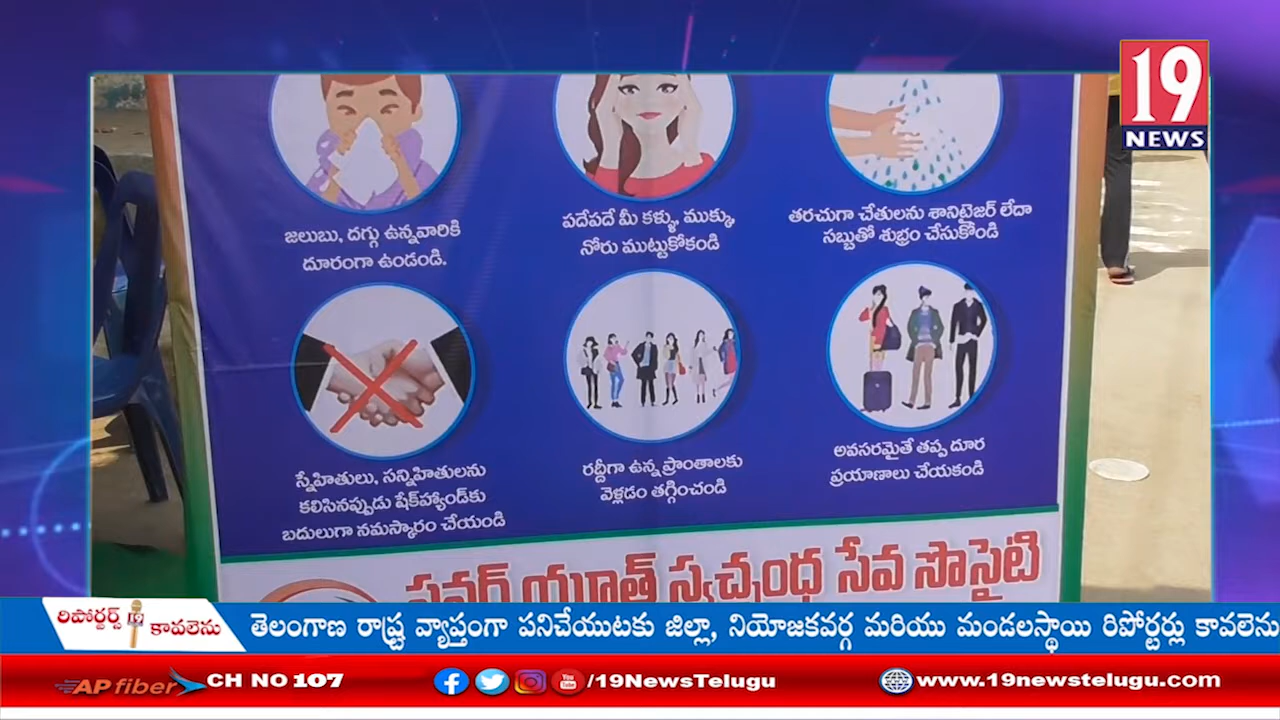 19
NEWS
జలుబు, దగ్గు ఉన్నవారికి
దూరంగా ఉండండి.
పదేపదే మీ కళ్ళు, ముక్కు
నోరు ముట్టుకోకండి
తరచుగా చేతులను శానిటైజర్ లేదా
సబ్బుతో శుభ్రం చేసుకోండి
స్నేహితులు, సన్నిహితులను
కలిసినప్పుడు షేక్‌హ్యాండ్‌కు
బదులుగా నమస్కారం చేయండి
రద్దీగా ఉన్న ప్రాంతాలకు
వెళ్లడం తగ్గించండి
అవసరమైతే తప్ప దూర
ప్రయాణాలు చేయకండి
పవర్ యూత్ స్వచ్ఛంధ సేవ సొసైటి
రిపోర్టర్స్ 19 కావలెను
తెలంగాణ రాష్ట్ర వ్యాప్తంగా పనిచేయుటకు జిల్లా, నియోజకవర్గ మరియు మండలస్థాయి రిపోర్టర్లు కావలెను
AP fiber CH NO 107
/19NewsTelugu
www.19newstelugu.com